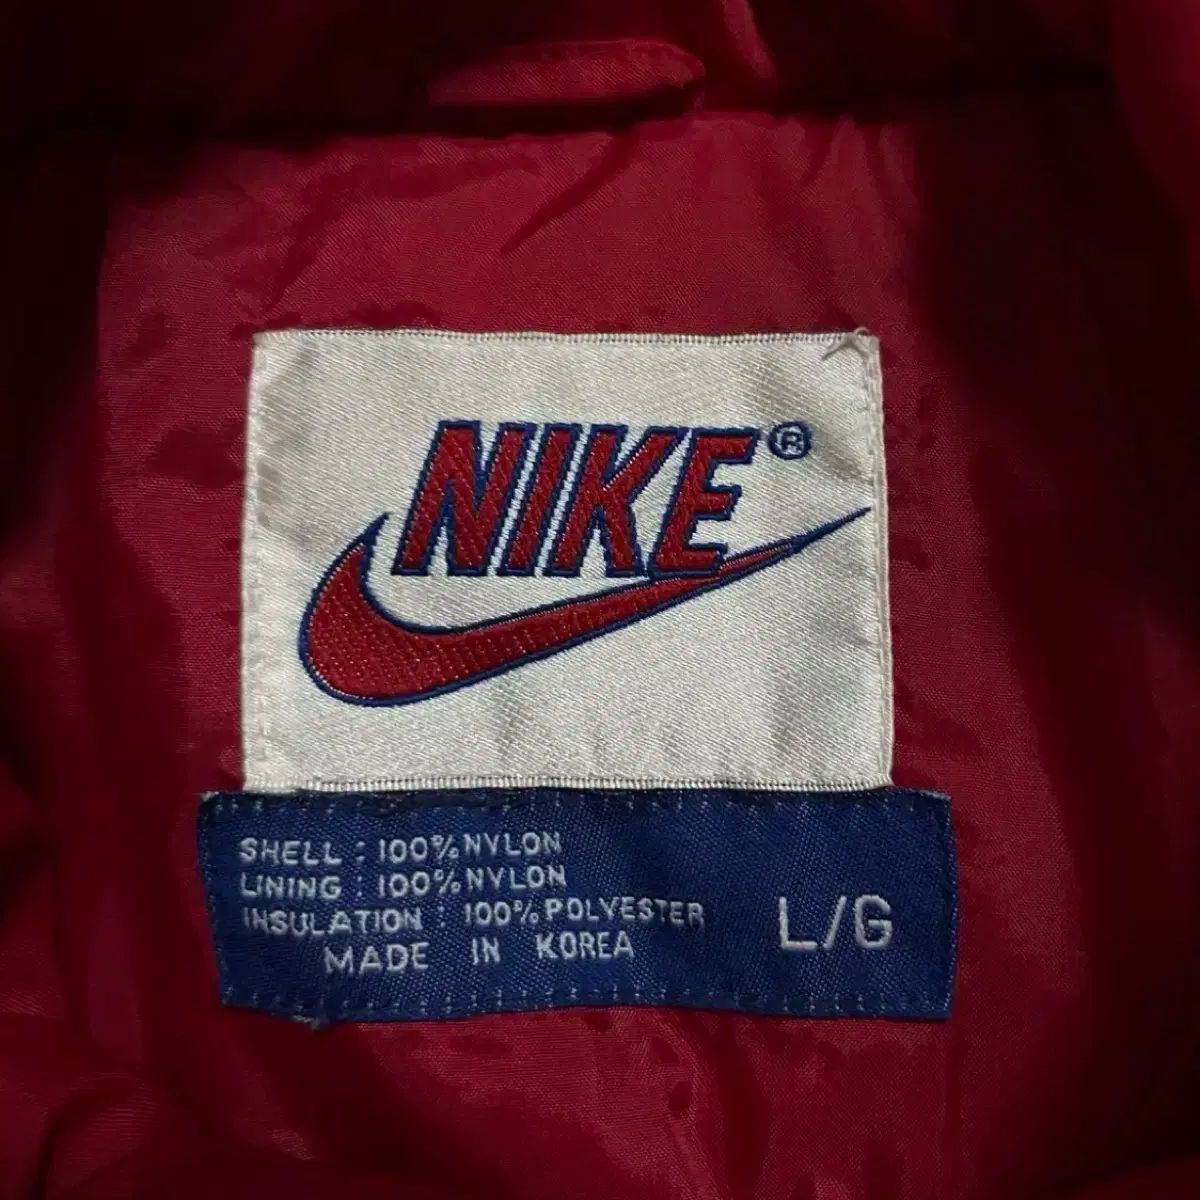 NIKE®
SHELL : 100% NYLON
LINING : 100% NYLON
INSULATION : 100% POLYESTER
MADE IN KOREA
L/G